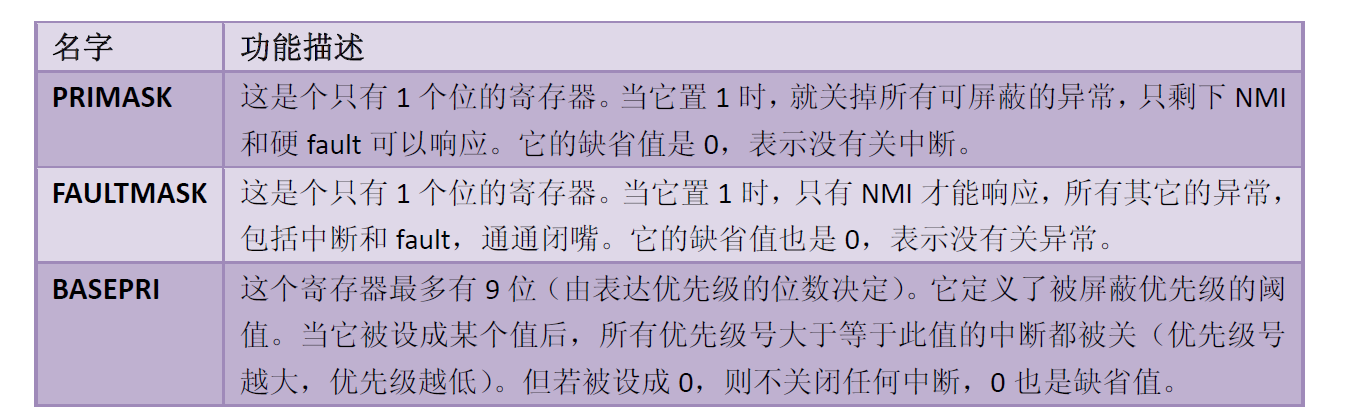 名字 功能描述
PRIMASK 这是个只有 1 个位的寄存器。当它置 1 时，就关掉所有可屏蔽的异常，只剩下 NMI
和硬 fault 可以响应。它的缺省值是 0，表示没有关中断。
FAULTMASK 这是个只有 1 个位的寄存器。当它置 1 时，只有 NMI 才能响应，所有其它的异常，
包括中断和 fault，通通闭嘴。它的缺省值也是 0，表示没有关异常。
BASEPRI 这个寄存器最多有 9 位（由表达优先级的位数决定）。它定义了被屏蔽优先级的阈
值。当它被设成某个值后，所有优先级号大于等于此值的中断都被关（优先级号
越大，优先级越低）。但若被设成 0，则不关闭任何中断，0 也是缺省值。